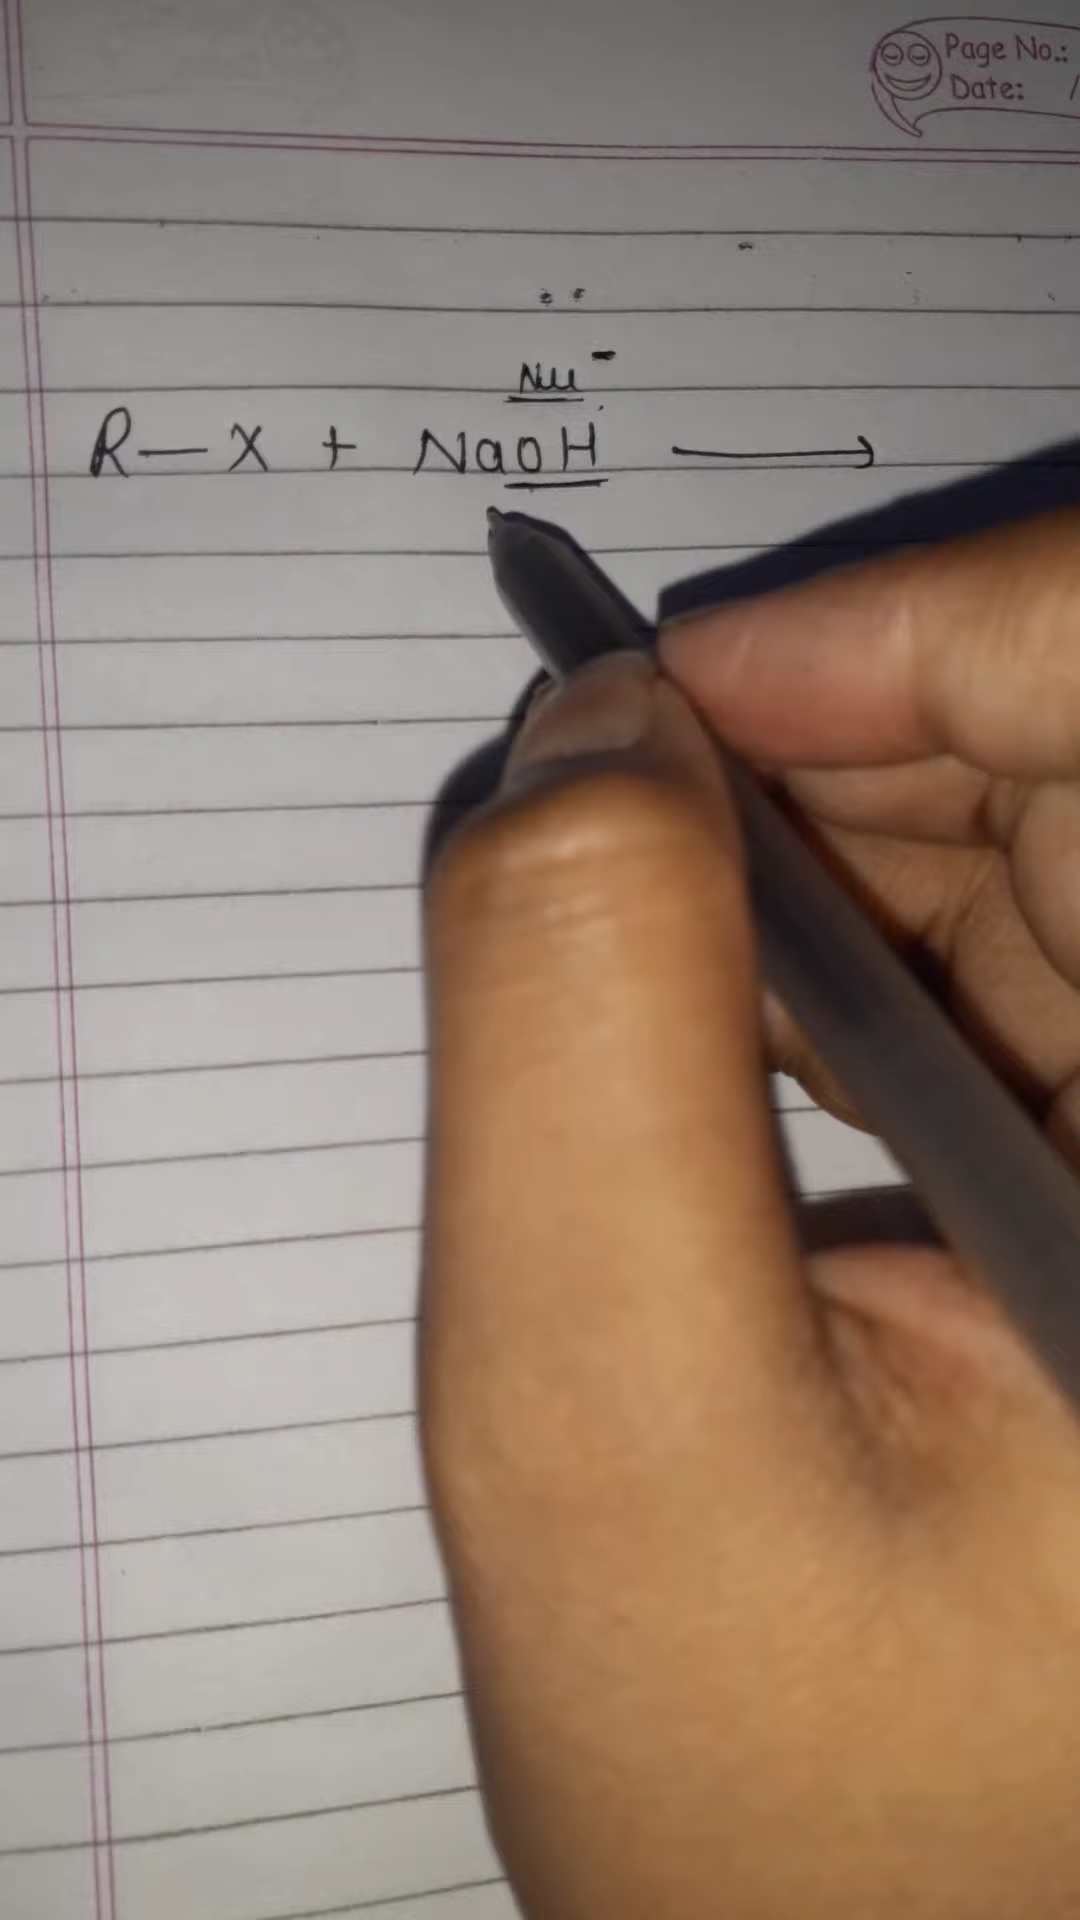 Page No.:
Date: /
Nu⁻
R—X + NaoH ⟶